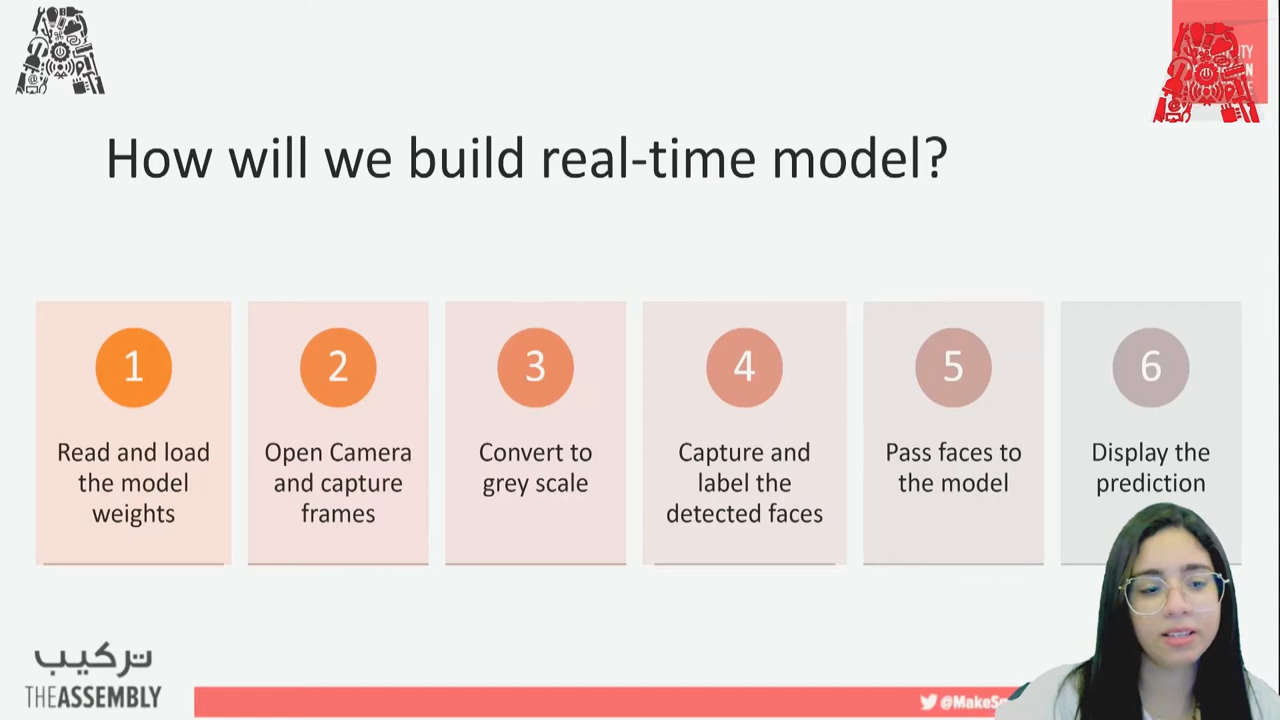 How will we build real-time model?
1
Read and load
the model
weights
2
Open Camera
and capture
frames
3
Convert to
grey scale
4
Capture and
label the
detected faces
5
Pass faces to
the model
6
Display the
prediction
تركيب
THEASSEMBLY